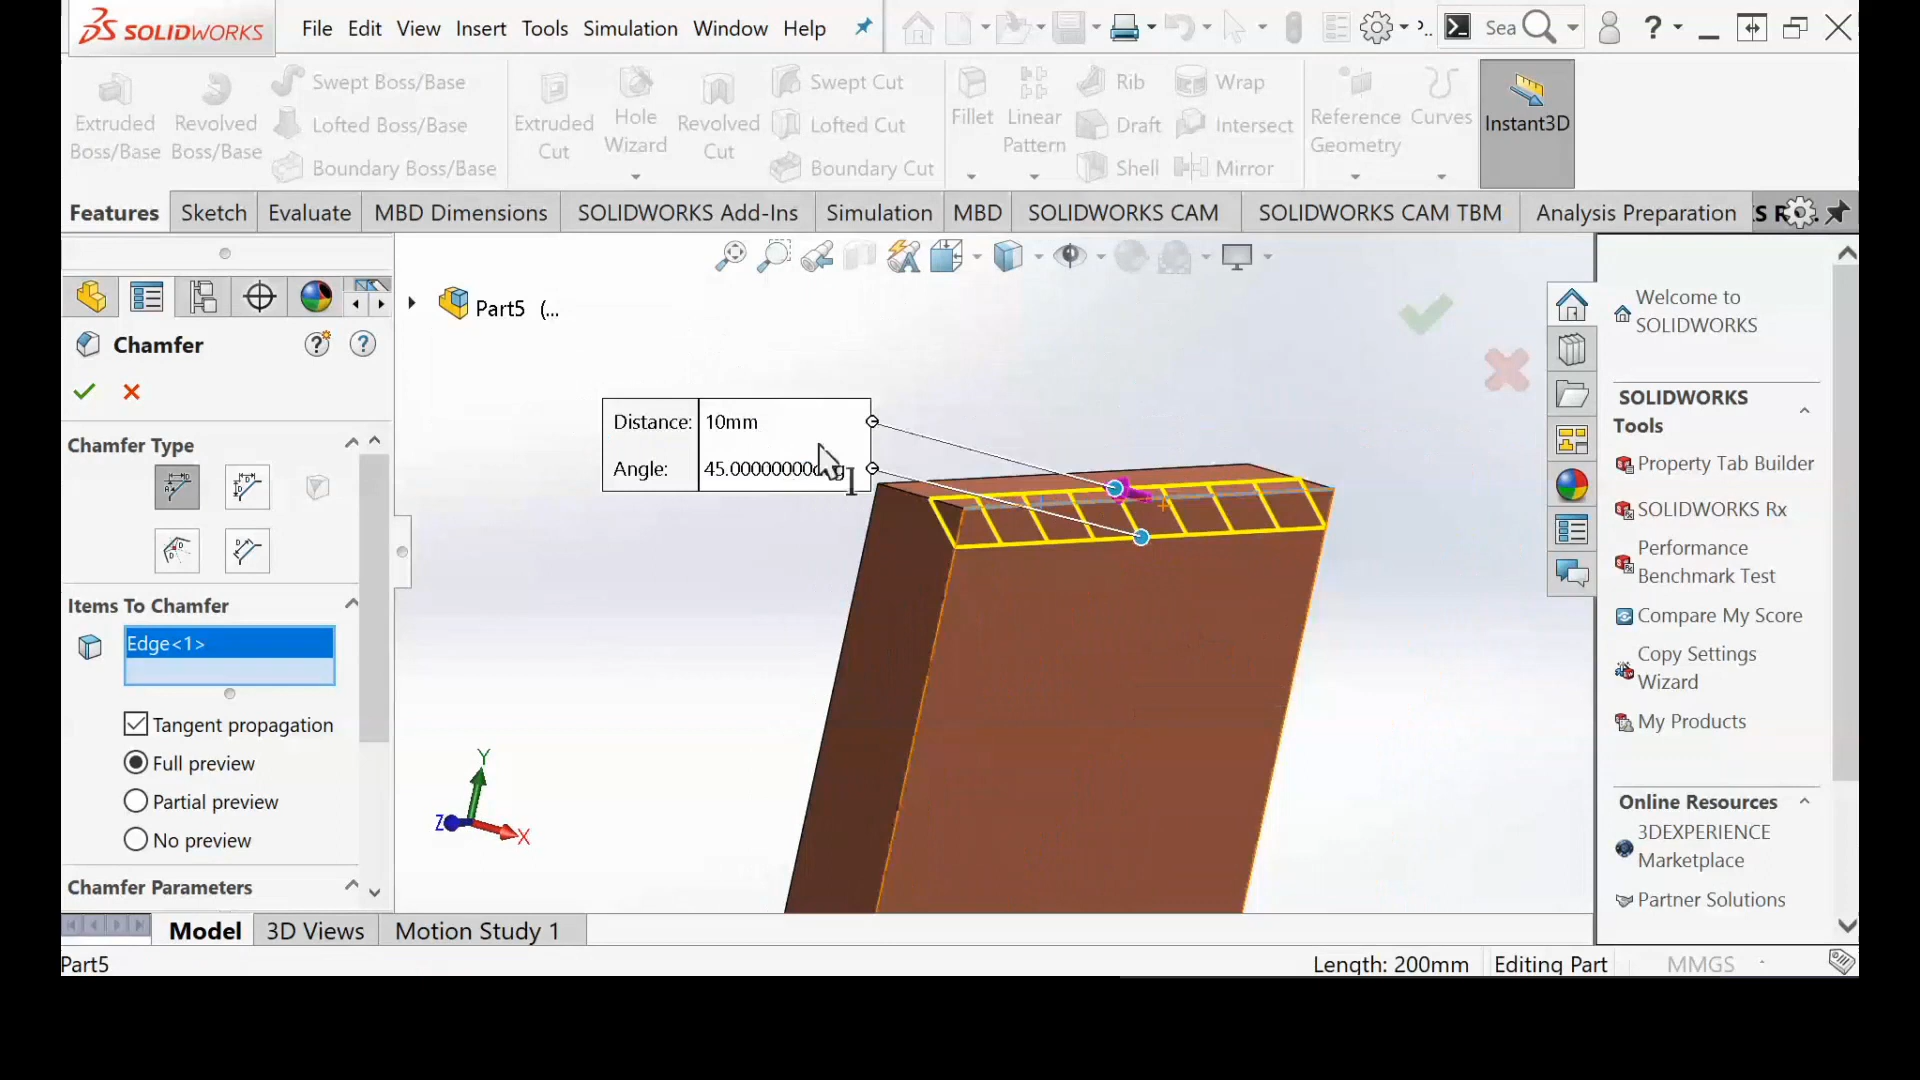 SOLIDWORKS File Edit View Insert Tools Simulation Window Help Sea ?
Extruded Boss/Base
Revolved Boss/Base
Swept Boss/Base
Lofted Boss/Base
Boundary Boss/Base
Extruded Cut
Hole Wizard
Revolved Cut
Swept Cut
Lofted Cut
Boundary Cut
Fillet
Linear Pattern
Rib
Draft
Shell
Wrap
Intersect
Mirror
Reference Geometry
Curves
Instant3D
Features Sketch Evaluate MBD Dimensions SOLIDWORKS Add-Ins Simulation MBD SOLIDWORKS CAM SOLIDWORKS CAM TBM Analysis Preparation
Part5 (...
Chamfer
Chamfer Type
Items To Chamfer
Edge<1>
Tangent propagation
Full preview
Partial preview
No preview
Chamfer Parameters
Distance: 10mm
Angle: 45.00000000
Y
Z
X
Welcome to
SOLIDWORKS
SOLIDWORKS
Tools
Property Tab Builder
SOLIDWORKS Rx
Performance
Benchmark Test
Compare My Score
Copy Settings
Wizard
My Products
Online Resources
3DEXPERIENCE
Marketplace
Partner Solutions
Model 3D Views Motion Study 1
Part5 Length: 200mm Editing Part MMGS